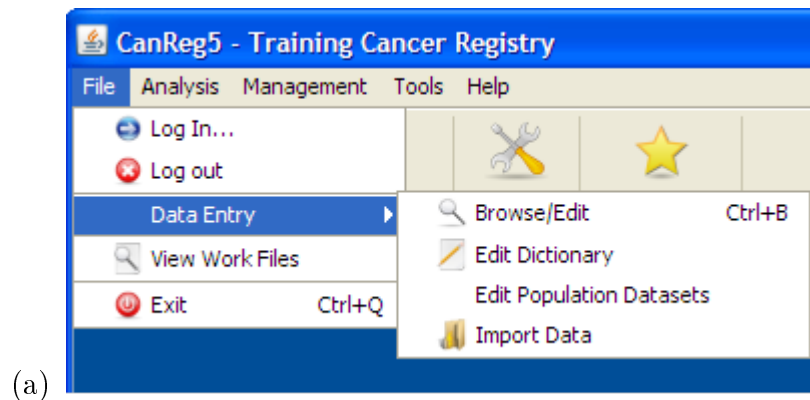 CanReg5 - Training Cancer Registry
File Analysis Management Tools Help
Log In...
Log out
Data Entry
Browse/Edit Ctrl+B
View Work Files
Edit Dictionary
Edit Population Datasets
Exit Ctrl+Q
Import Data
(a)